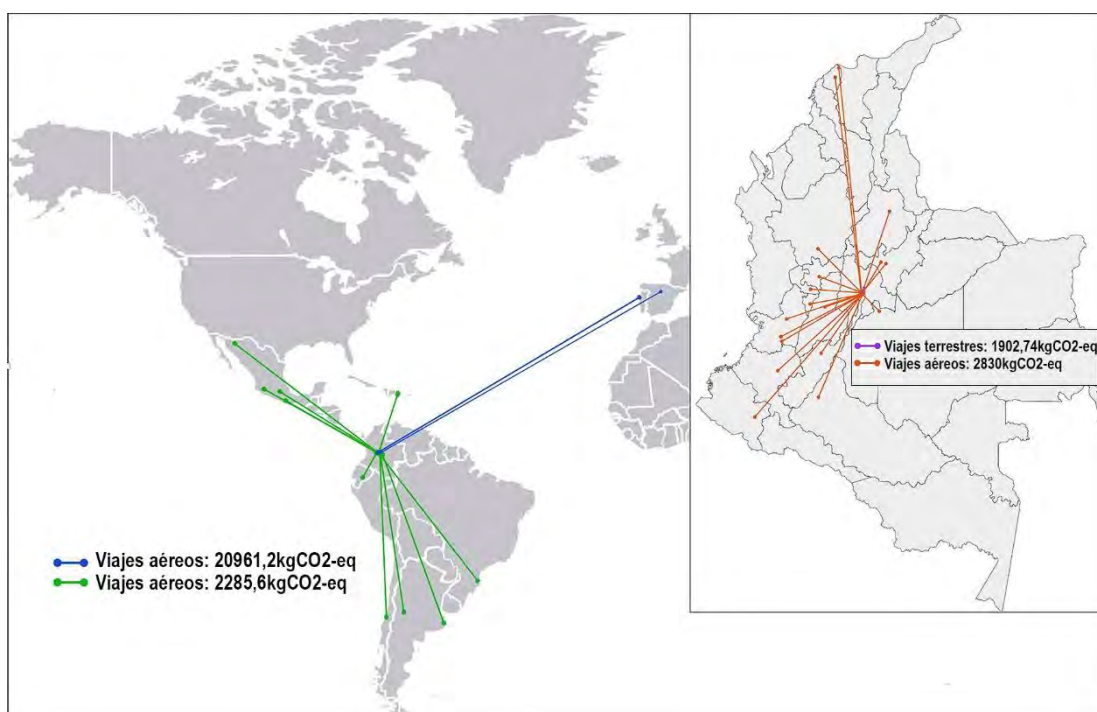 Viajes aéreos: 20961,2kgCO2-eq
Viajes aéreos: 2285,6kgCO2-eq
Viajes terrestres: 1902,74kgCO2-eq
Viajes aéreos: 2830kgCO2-eq